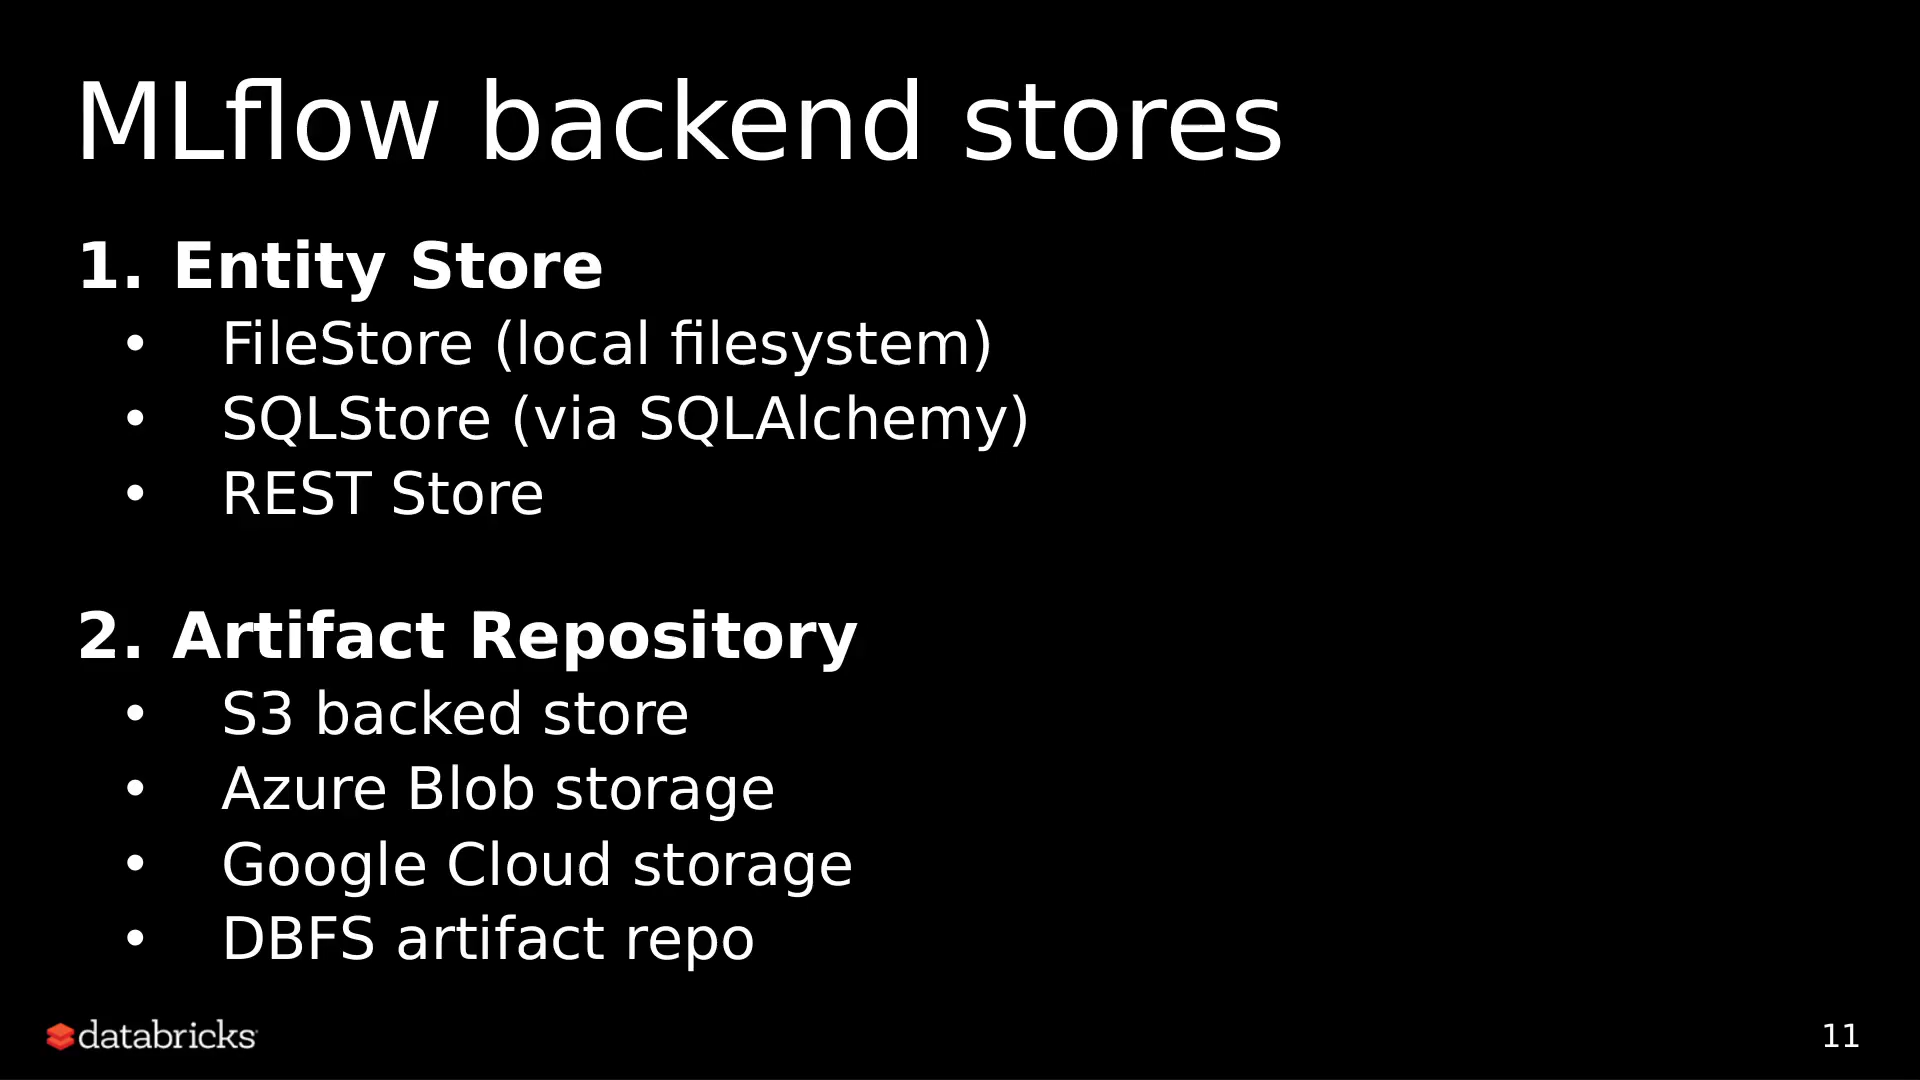 MLflow backend stores
1. Entity Store
• FileStore (local filesystem)
• SQLStore (via SQLAlchemy)
• REST Store
2. Artifact Repository
• S3 backed store
• Azure Blob storage
• Google Cloud storage
• DBFS artifact repo
databricks
11